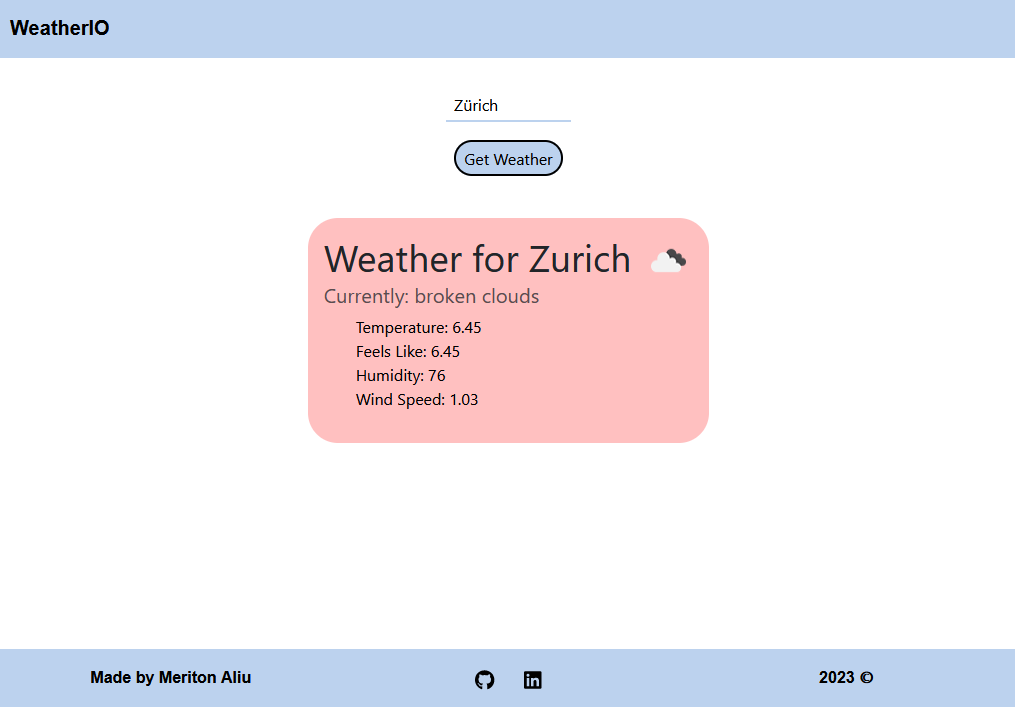 WeatherIO
Zürich
Get Weather
Weather for Zurich
Currently: broken clouds
Temperature: 6.45
Feels Like: 6.45
Humidity: 76
Wind Speed: 1.03
Made by Meriton Aliu in 2023 ©